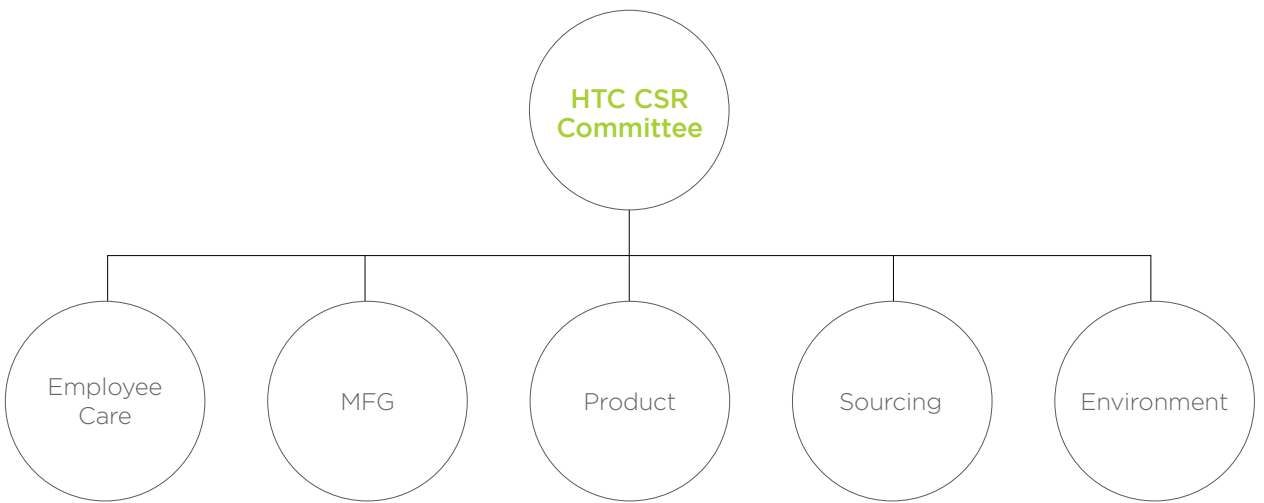 HTC CSR
Committee
Employee
Care
MFG
Product
Sourcing
Environment